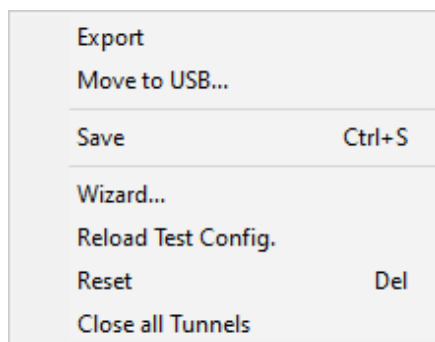 Export
Move to USB...
Save Ctrl+S
Wizard...
Reload Test Config.
Reset Del
Close all Tunnels